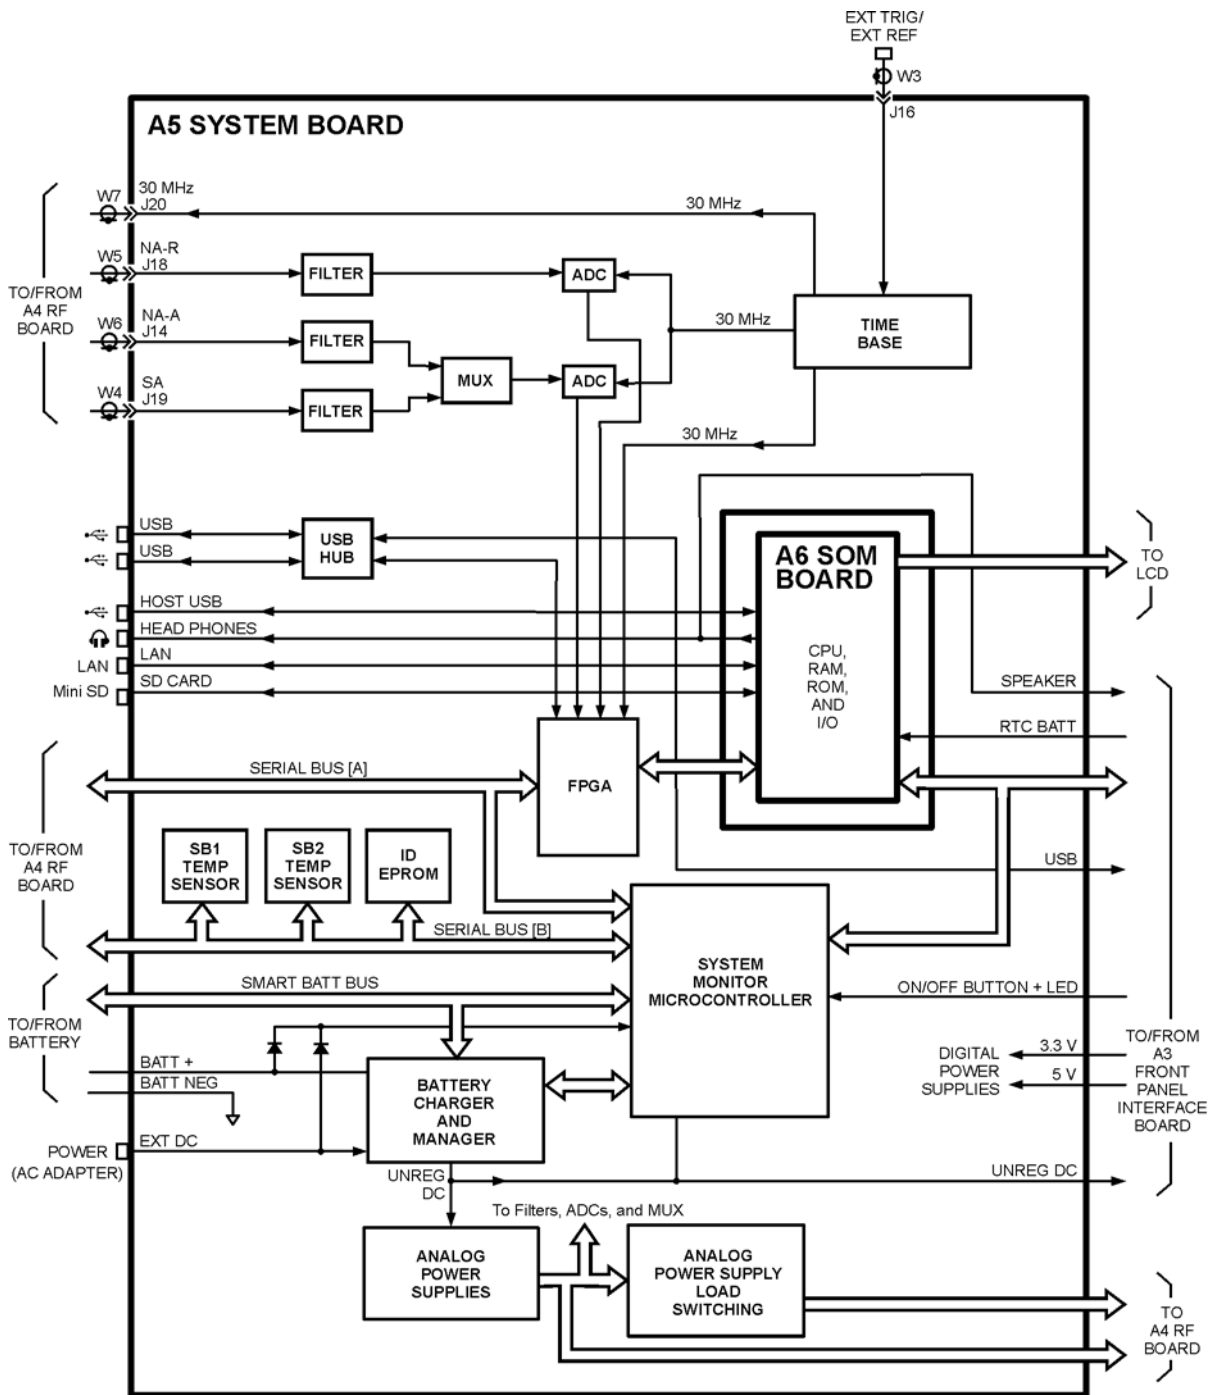 EXT TRIG/
EXT REF
W3
J16
A5 SYSTEM BOARD
W7
30 MHz
J20
30 MHz
W5
NA-R
J18
FILTER
ADC
TO/FROM
A4 RF
BOARD
W6
NA-A
J14
FILTER
30 MHz
TIME
BASE
MUX
ADC
W4
SA
J19
FILTER
30 MHz
USB
USB
USB
HUB
A6 SOM
BOARD
TO
LCD
HOST USB
HEAD PHONES
LAN
LAN
Mini SD
SD CARD
CPU,
RAM,
ROM,
AND
I/O
SPEAKER
RTC BATT
SERIAL BUS [A]
FPGA
TO/FROM
A4 RF
BOARD
SB1
TEMP
SENSOR
SB2
TEMP
SENSOR
ID
EPROM
USB
SERIAL BUS [B]
SYSTEM
MONITOR
MICROCONTROLLER
SMART BATT BUS
ON/OFF BUTTON + LED
TO/FROM
BATTERY
BATT +
BATT NEG
BATTERY
CHARGER
AND
MANAGER
DIGITAL
POWER
SUPPLIES
3.3 V
5 V
TO/FROM
A3
FRONT
PANEL
INTERFACE
BOARD
POWER
(AC ADAPTER)
EXT DC
UNREG
DC
UNREG DC
To Filters, ADCs, and MUX
ANALOG
POWER
SUPPLIES
ANALOG
POWER SUPPLY
LOAD
SWITCHING
TO
A4 RF
BOARD